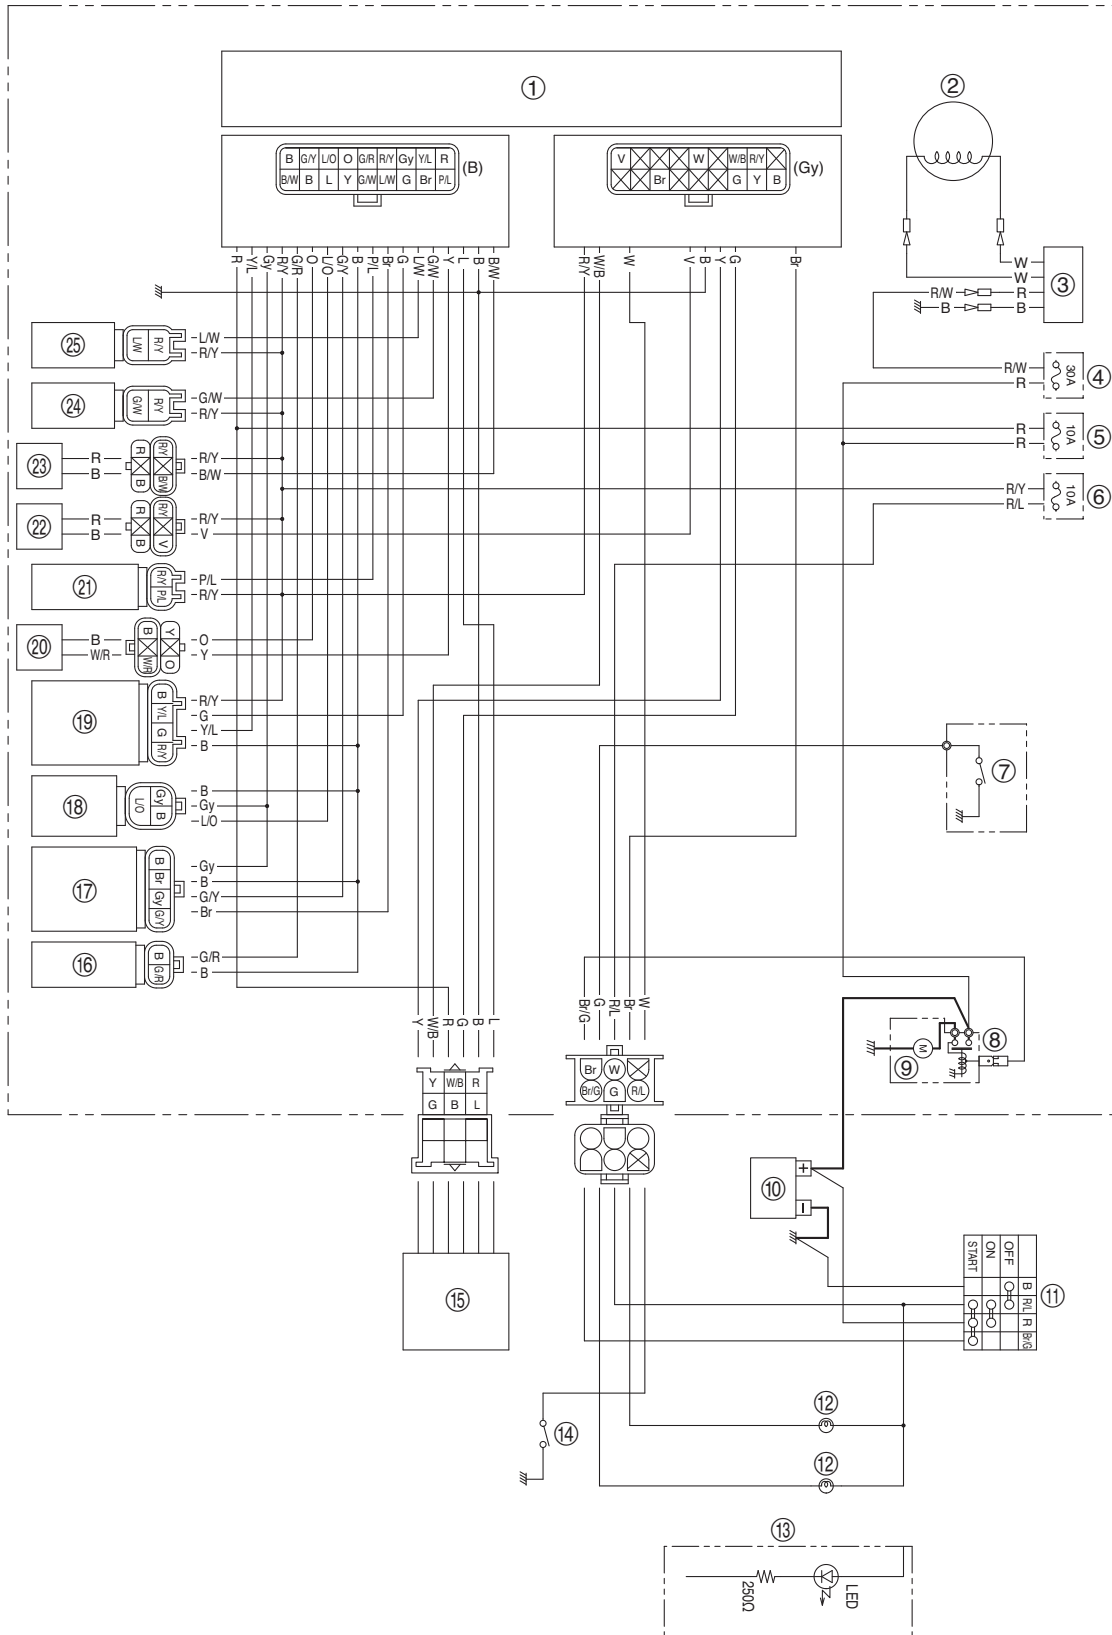 ①
②
B G/Y L/O O G/R R/Y Gy Y/L R
B/W B L Y G/W L/W G Br P/L
(B)
V W W/B R/Y
Br G Y B
(Gy)
R Y/L Gy R/Y G/R O L/O G/Y B P/L Br G L/W G/W Y L B B/W
R/Y W/B W V B Y G Br
W
W
R/W R
B B
③
㉕ L/W R/Y L/W
R/Y
R/W 30A ④
R
㉔ G/W R/Y G/W
R/Y
R 10A ⑤
R
㉓ R R R/Y R/Y
B B B/W B/W
R/Y 10A ⑥
R/L
㉒ R R R/Y R/Y
B B V V
㉑ R/Y P/L P/L
R/Y
⑳ B B Y O
W/R W/R O Y
⑲ B Y/L G R/Y R/Y
G
Y/L
B
⑦
⑱ L/O Gy B B
Gy
L/O
⑰ B Br Gy G/Y Gy
B
G/Y
Br
⑯ B G/R G/R
B
Y W/B R G B L
Br/G G R/L Br W
M
⑧
⑨
Y W/B R
G B L
Br W
Br/G G R/L
⑩ + −
START ON OFF
B R/L R Br/G
⑪
⑮
⑫
⑭
⑫
⑬
250Ω LED